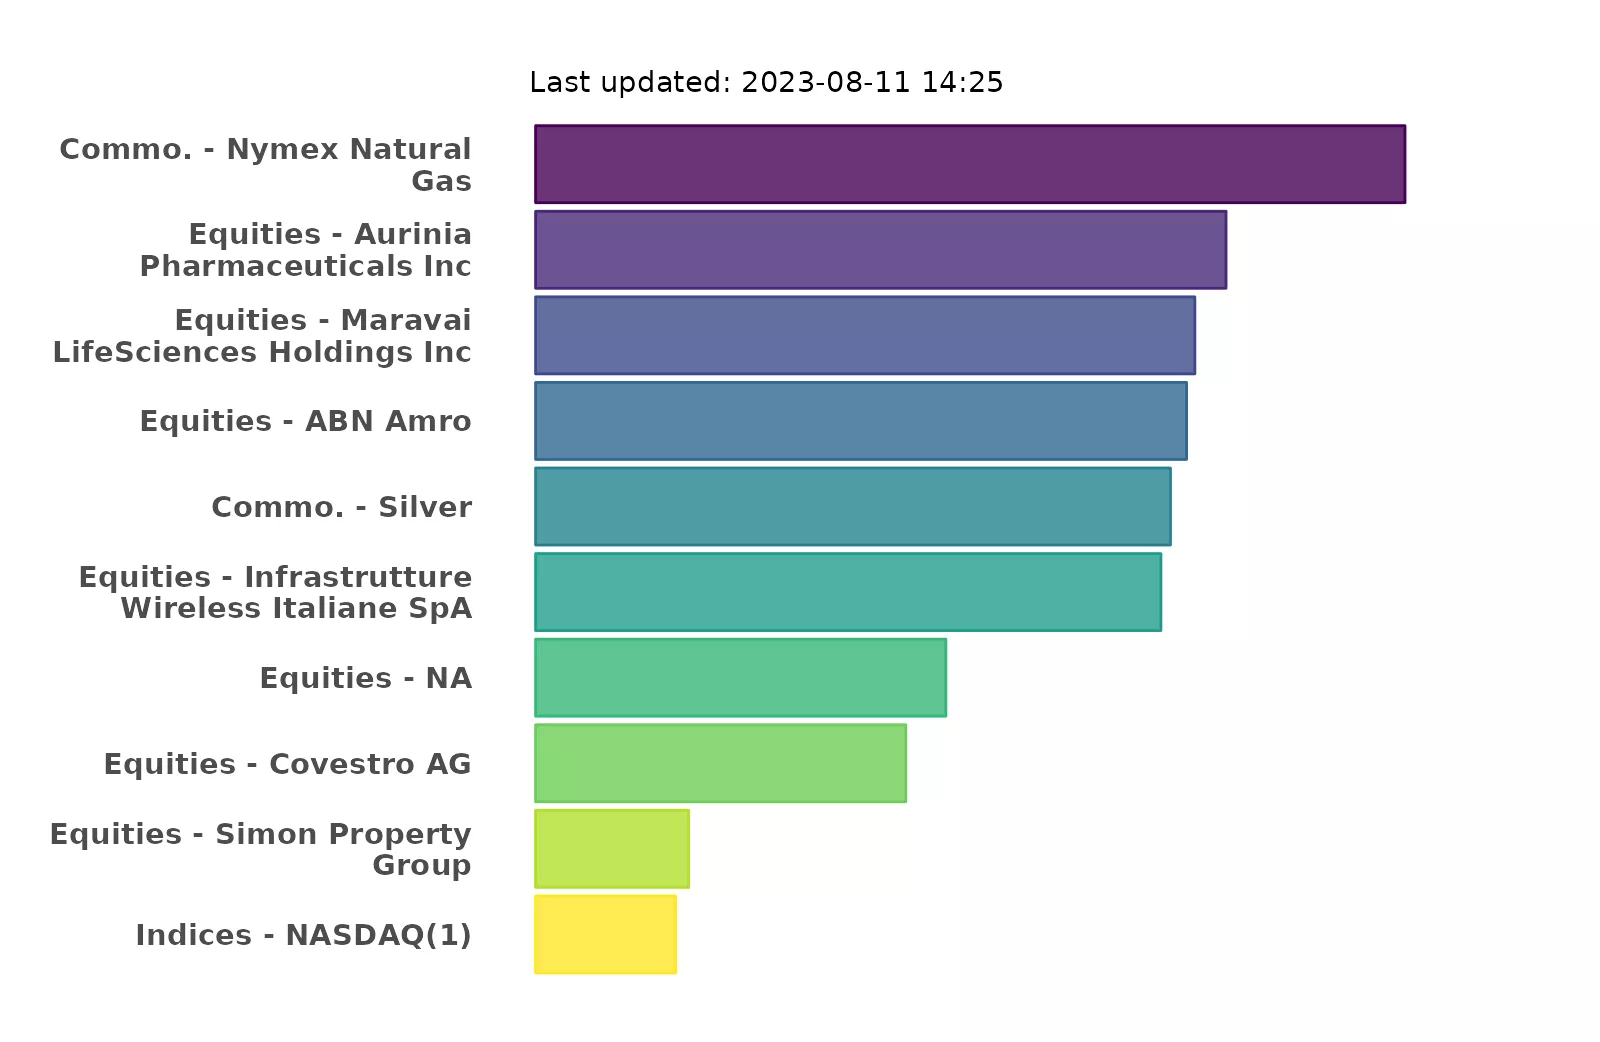 Last updated: 2023-08-11 14:25
Commo. - Nymex Natural
Gas
Equities - Aurinia
Pharmaceuticals Inc
Equities - Maravai
LifeSciences Holdings Inc
Equities - ABN Amro
Commo. - Silver
Equities - Infrastrutture
Wireless Italiane SpA
Equities - NA
Equities - Covestro AG
Equities - Simon Property
Group
Indices - NASDAQ(1)